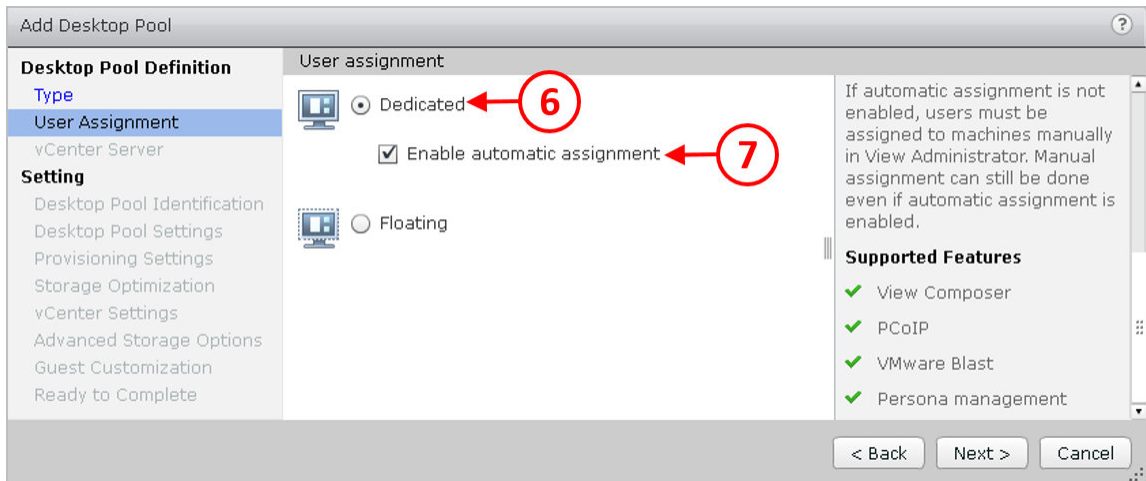 Add Desktop Pool
?
Desktop Pool Definition
Type
User Assignment
vCenter Server
Setting
Desktop Pool Identification
Desktop Pool Settings
Provisioning Settings
Storage Optimization
vCenter Settings
Advanced Storage Options
Guest Customization
Ready to Complete
User assignment
Dedicated
6
Enable automatic assignment
7
Floating
If automatic assignment is not
enabled, users must be
assigned to machines manually
in View Administrator. Manual
assignment can still be done
even if automatic assignment is
enabled.
Supported Features
View Composer
PCoIP
VMware Blast
Persona management
< Back
Next >
Cancel